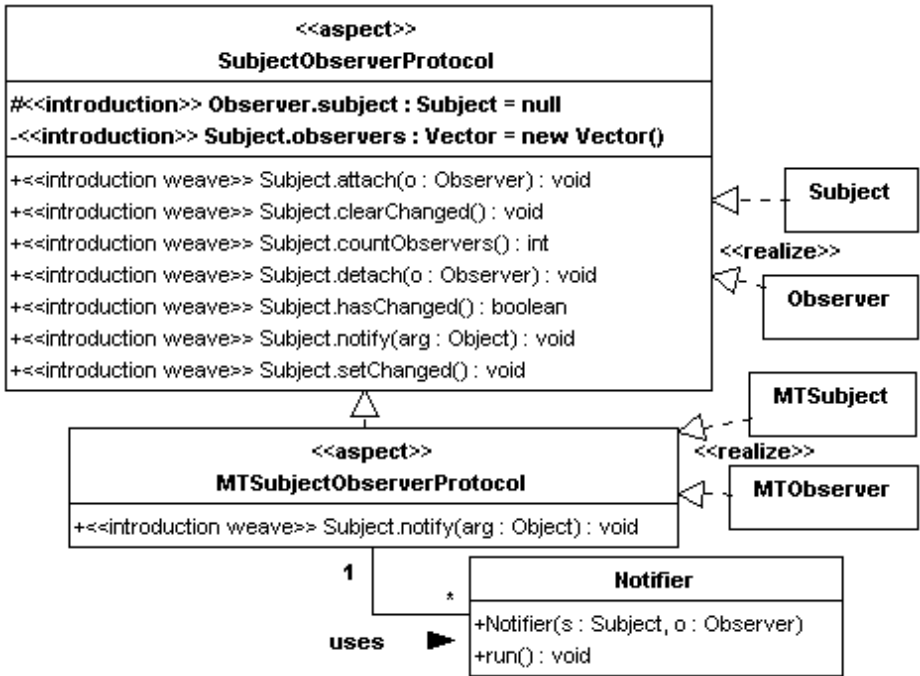 <<aspect>>
SubjectObserverProtocol
#<<introduction>> Observer.subject : Subject = null
-<<introduction>> Subject.observers : Vector = new Vector()
+<<introduction weave>> Subject.attach(o : Observer) : void
+<<introduction weave>> Subject.clearChanged() : void
+<<introduction weave>> Subject.countObservers() : int
+<<introduction weave>> Subject.detach(o : Observer) : void
+<<introduction weave>> Subject.hasChanged() : boolean
+<<introduction weave>> Subject.notify(arg : Object) : void
+<<introduction weave>> Subject.setChanged() : void
Subject
<<realize>>
Observer
<<aspect>>
MTSubjectObserverProtocol
+<<introduction weave>> Subject.notify(arg : Object) : void
MTSubject
<<realize>>
MTObserver
1
*
uses
Notifier
+Notifier(s : Subject, o : Observer)
+run() : void